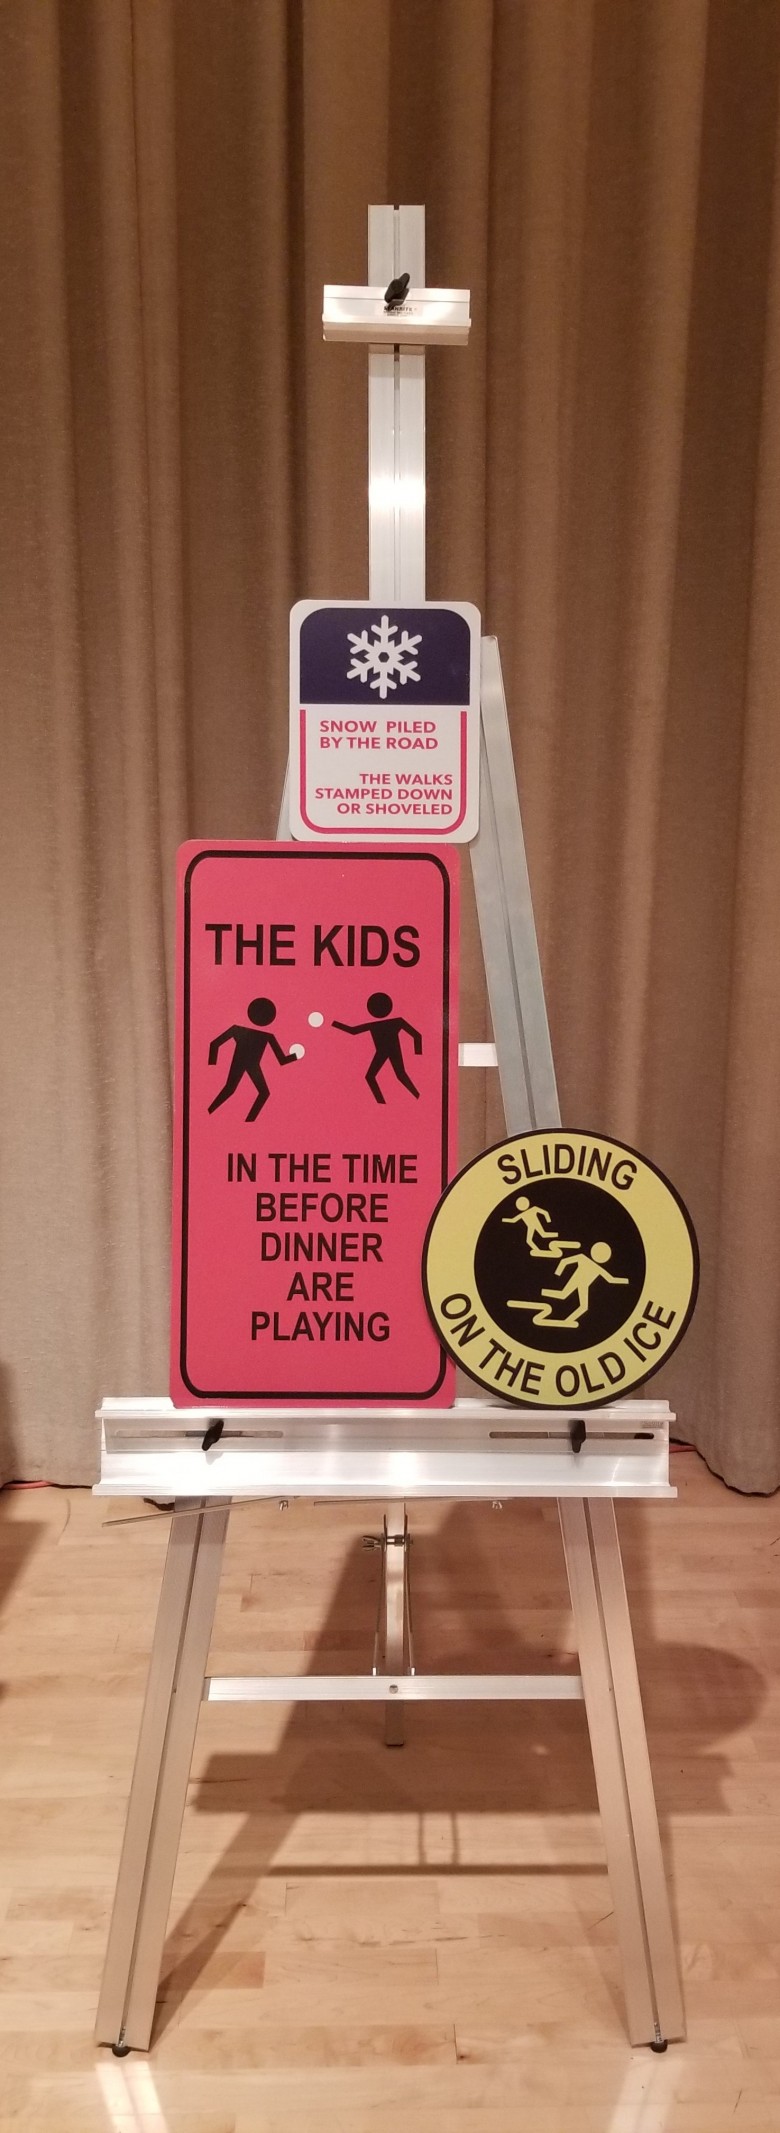 SNOW PILED
BY THE ROAD
THE WALKS
STAMPED DOWN
OR SHOVELED
THE KIDS
IN THE TIME
BEFORE
DINNER
ARE
PLAYING
SLIDING
ON THE OLD ICE